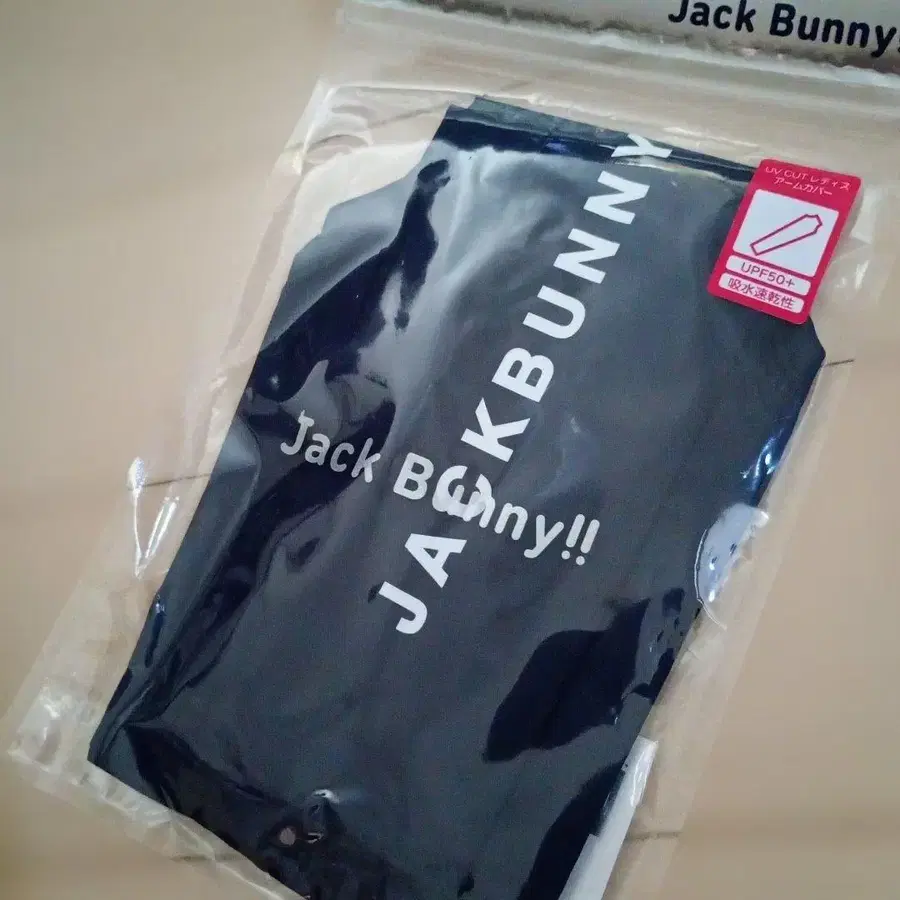 Jack Bunny!
UV CUT レディス
アームカバー
UPF50+
吸水速乾性
JACKBUNNY
Jack Bunny!!